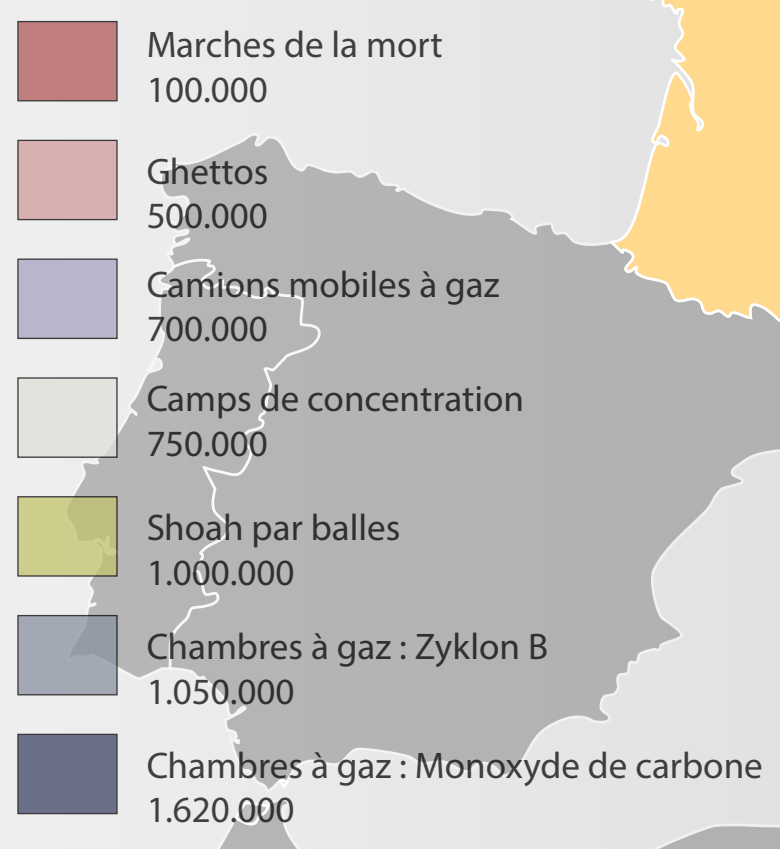 Marches de la mort
100.000
Ghettos
500.000
Camions mobiles à gaz
700.000
Camps de concentration
750.000
Shoah par balles
1.000.000
Chambres à gaz : Zyklon B
1.050.000
Chambres à gaz : Monoxyde de carbone
1.620.000